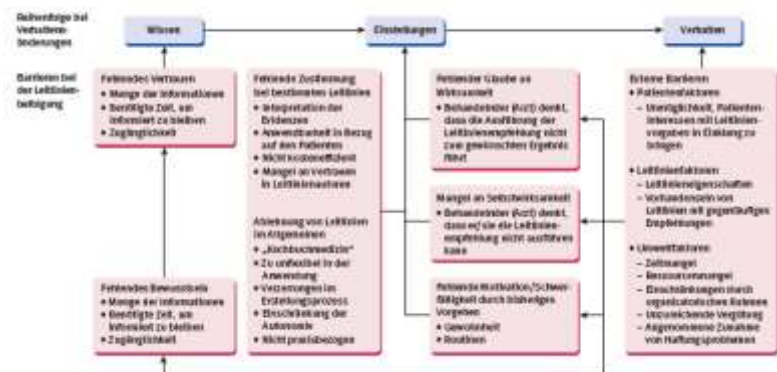 Reihenfolge bei
Verhaltens-
änderungen
Wissen
Einstellungen
Verhalten
Barrieren bei
der Leitlinien-
befolgung
Fehlendes Vertrauen
• Menge der Informationen
• Benötigte Zeit, um
informiert zu bleiben
• Zugänglichkeit
Fehlendes Bewusstsein
• Menge der Informationen
• Benötigte Zeit, um
informiert zu bleiben
• Zugänglichkeit
Fehlende Zustimmung
bei bestimmten Leitlinien
• Interpretation der
Evidenzen
• Anwendbarkeit in Bezug
auf den Patienten
• Nicht kosteneffizient
• Mangel an Vertrauen
in Leitlinienautoren
Ablehnung von Leitlinien
im Allgemeinen
• „Kochbuchmedizin“
• Zu unflexibel in der
Anwendung
• Verzerrungen im
Erstellungsprozess
• Einschränkung der
Autonomie
• Nicht praxisbezogen
Fehlender Glaube an
Wirksamkeit
• Behandelnder (Arzt) denkt,
dass die Ausführung der
Leitlinienempfehlung nicht
zum gewünschten Ergebnis
führt
Mangel an Selbstwirksamkeit
• Behandelnder (Arzt) denkt,
dass er/sie die Leitlinien-
empfehlung nicht ausführen
kann
Fehlende Motivation/Schwer-
fälligkeit durch bisheriges
Vorgehen
• Gewohnheit
• Routinen
Externe Barrieren
• Patientenfaktoren
– Unmöglichkeit, Patienten-
interessen mit Leitlinien-
vorgaben in Einklang zu
bringen
• Leitlinienfaktoren
– Leitlinieneigenschaften
– Vorhandensein von
Leitlinien mit gegenläufigen
Empfehlungen
• Umweltfaktoren
– Zeitmangel
– Ressourcenmangel
– Einschränkungen durch
organisatorischen Rahmen
– Unzureichende Vergütung
– Angenommene Zunahme
von Haftungsproblemen